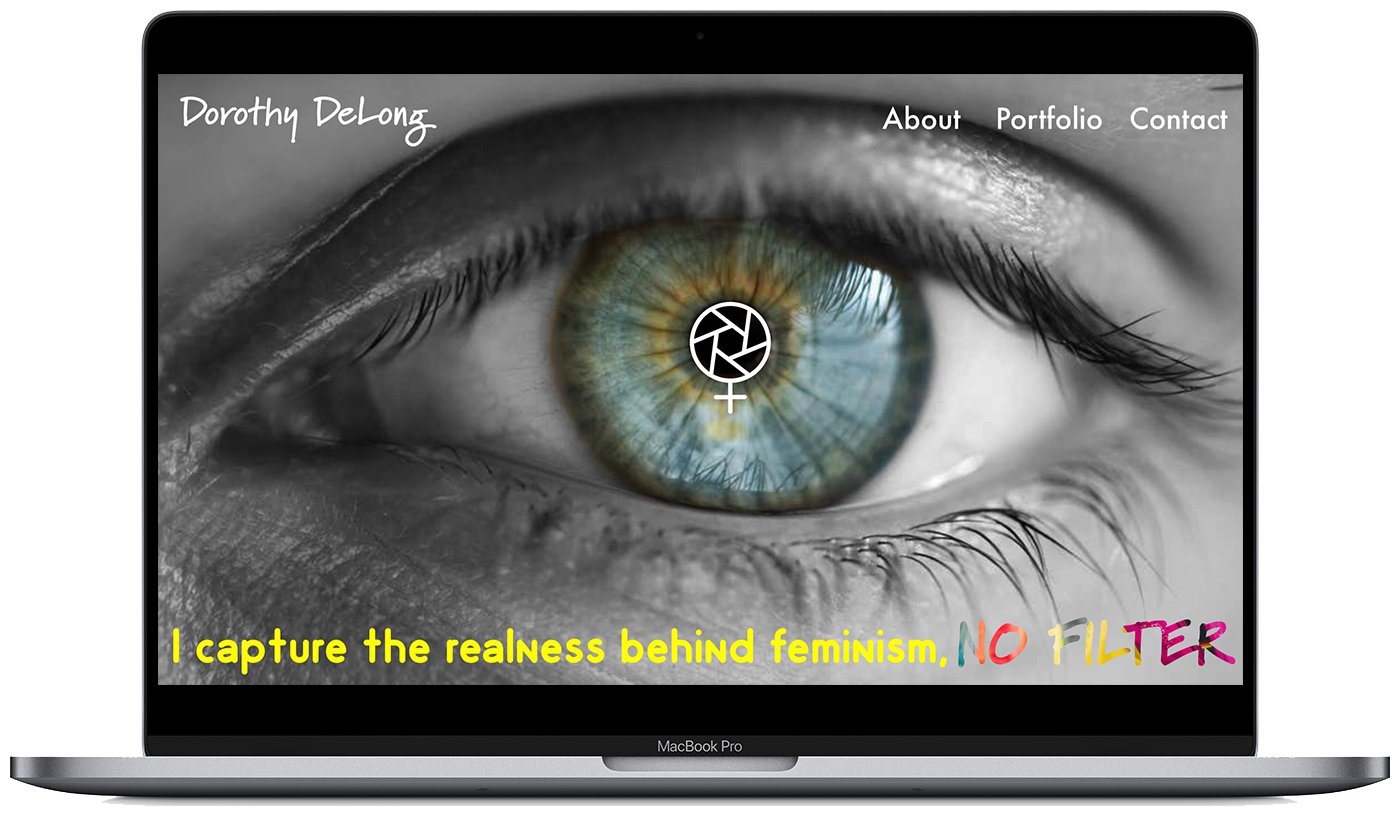 Dorothy DeLong
About Portfolio Contact
I capture the realness behind feminism, NO FILTER
MacBook Pro